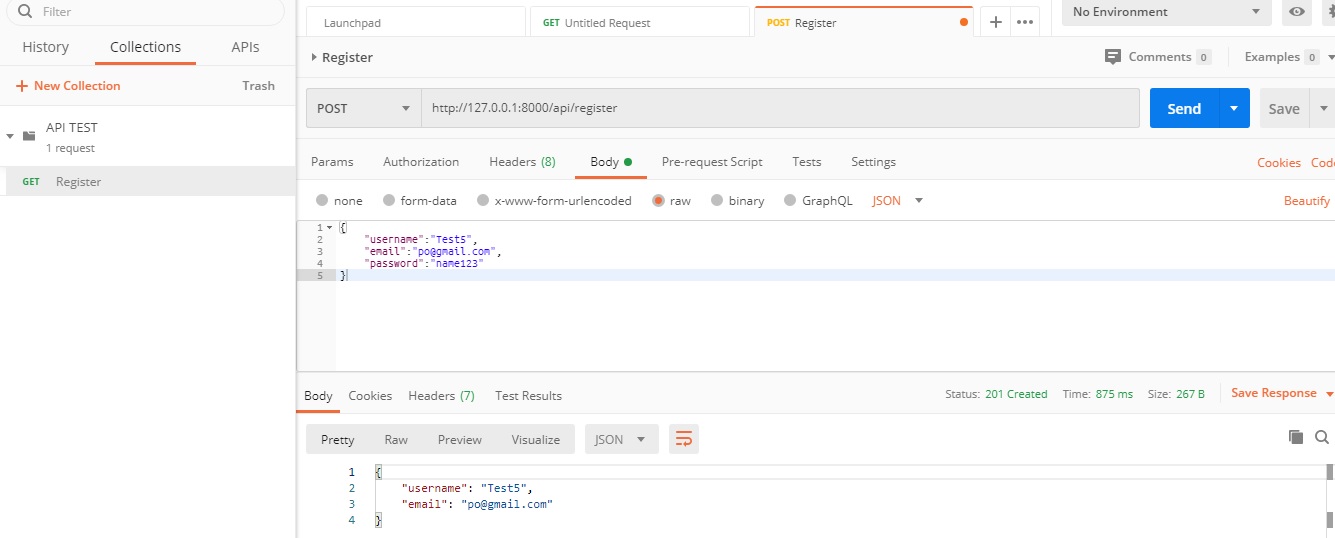 Filter
History Collections APIs
+ New Collection Trash
API TEST
1 request
GET Register
Launchpad GET Untitled Request POST Register + ••• No Environment
Register Comments 0 Examples 0
POST http://127.0.0.1:8000/api/register Send Save
Params Authorization Headers (8) Body Pre-request Script Tests Settings Cookies Code
none form-data x-www-form-urlencoded raw binary GraphQL JSON Beautify
1 {
2 "username":"Test5",
3 "email":"po@gmail.com",
4 "password":"name123"
5 }
Body Cookies Headers (7) Test Results Status: 201 Created Time: 875 ms Size: 267 B Save Response
Pretty Raw Preview Visualize JSON
1 {
2 "username": "Test5",
3 "email": "po@gmail.com"
4 }